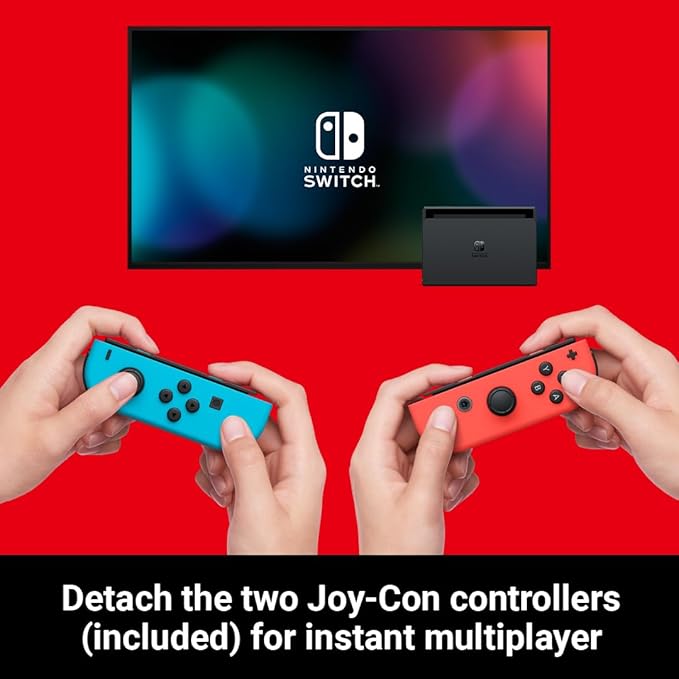 NINTENDO
SWITCH
Y
B
A
Detach the two Joy-Con controllers
(included) for instant multiplayer